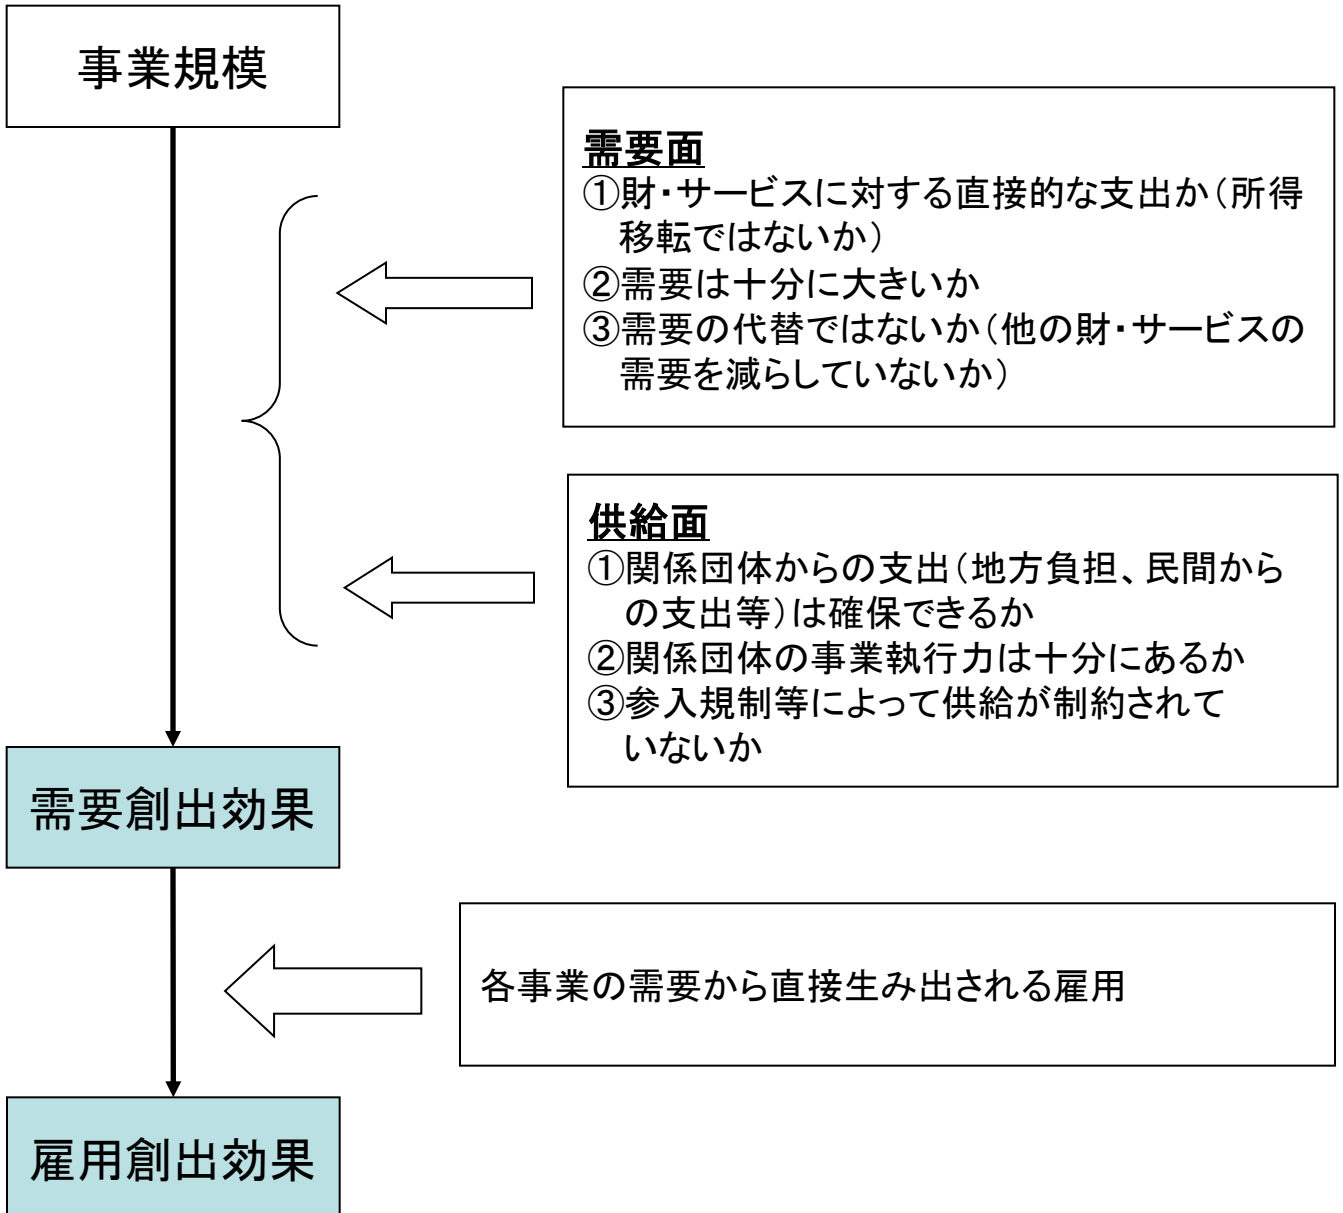 事業規模
需要面
①財・サービスに対する直接的な支出か（所得
移転ではないか）
②需要は十分に大きいか
③需要の代替ではないか（他の財・サービスの
需要を減らしていないか）
供給面
①関係団体からの支出（地方負担、民間から
の支出等）は確保できるか
②関係団体の事業執行力は十分にあるか
③参入規制等によって供給が制約されて
いないか
需要創出効果
各事業の需要から直接生み出される雇用
雇用創出効果